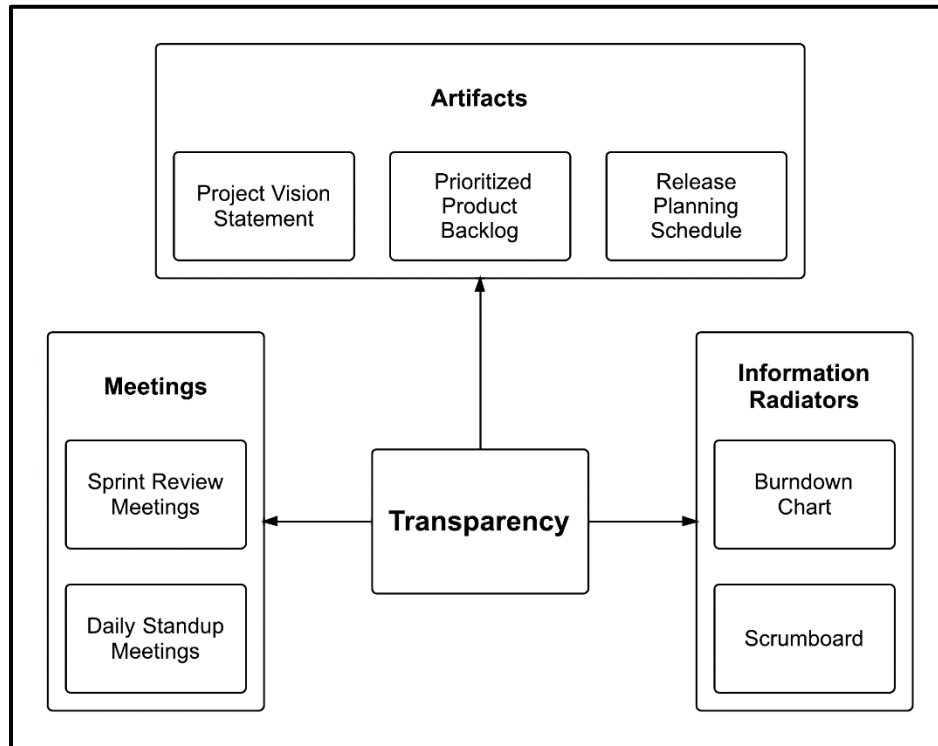 Artifacts
Project Vision
Statement
Prioritized
Product
Backlog
Release
Planning
Schedule
Meetings
Sprint Review
Meetings
Daily Standup
Meetings
Transparency
Information
Radiators
Burndown
Chart
Scrumboard